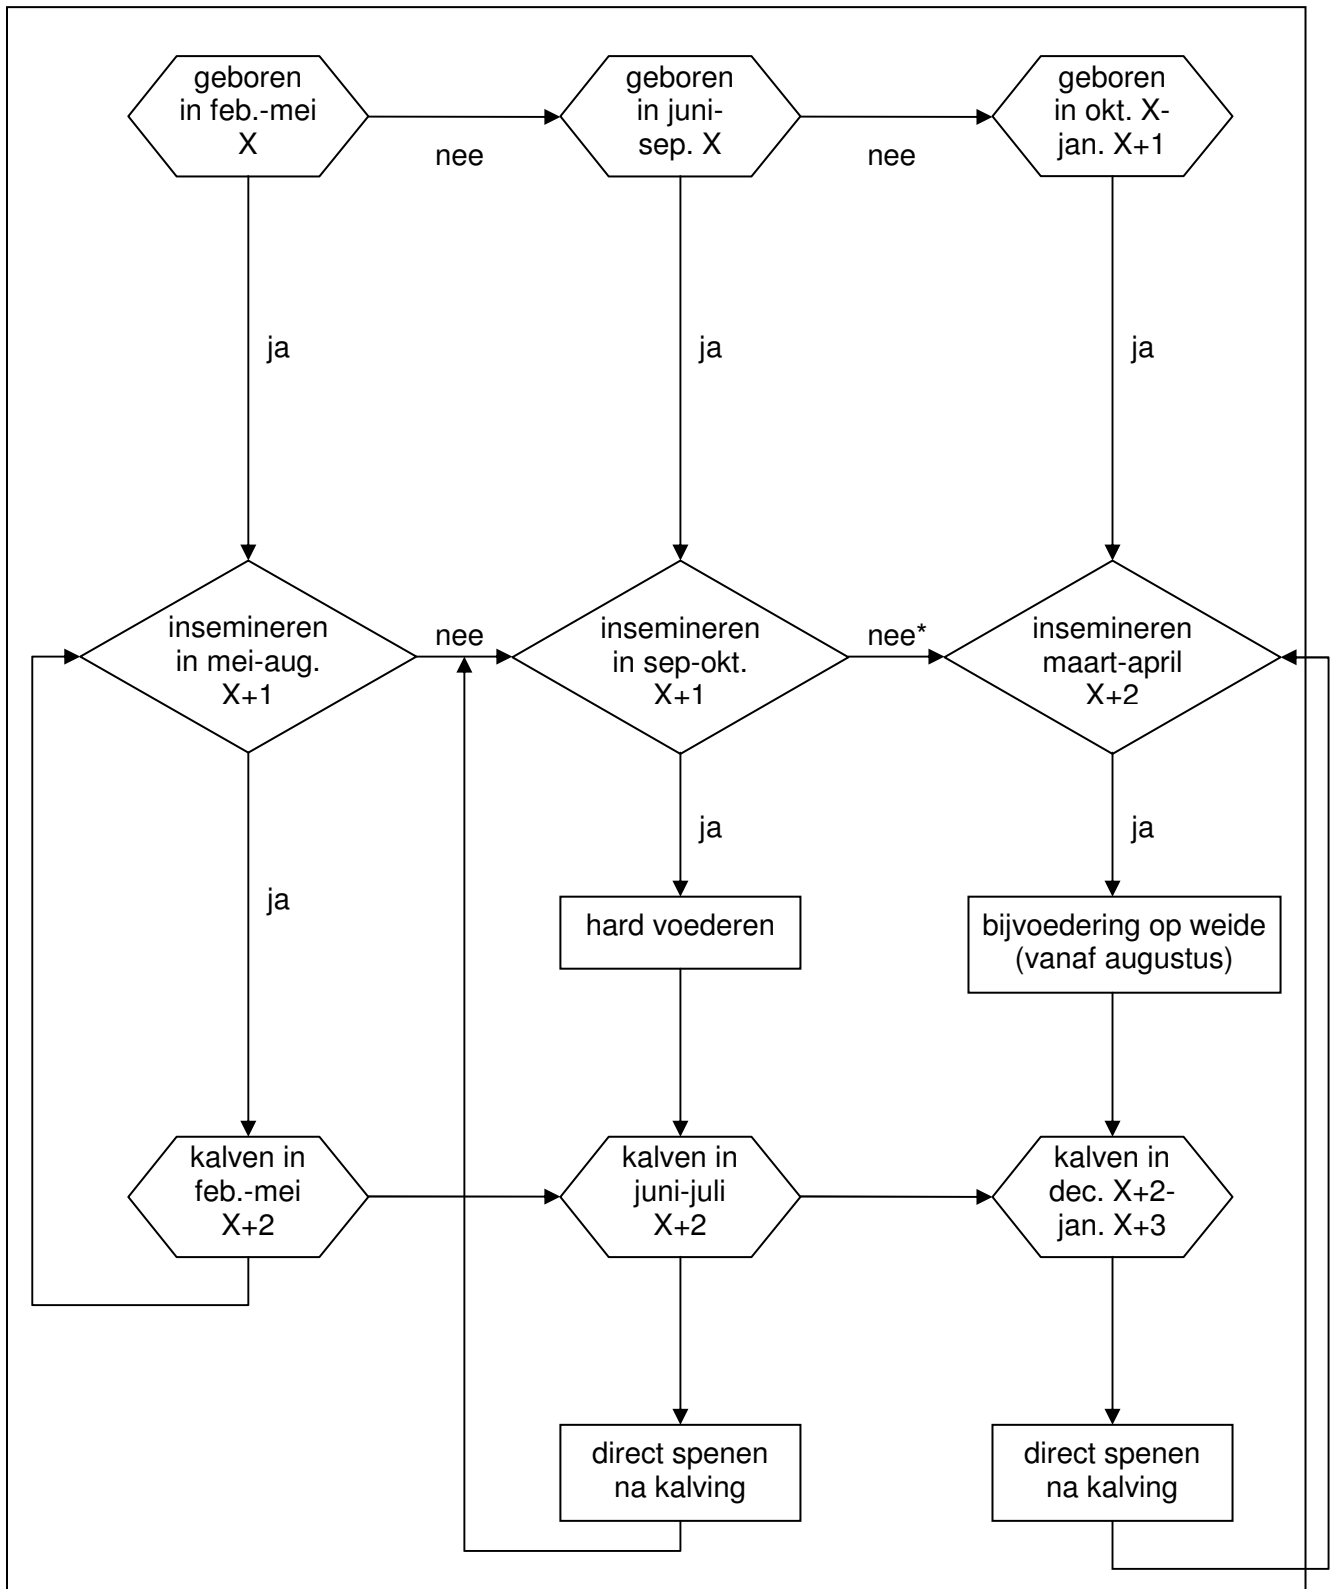 geboren
in feb.-mei
X
nee
geboren
in juni-
sep. X
nee
geboren
in okt. X-
jan. X+1
ja
ja
ja
insemineren
in mei-aug.
X+1
nee
insemineren
in sep-okt.
X+1
nee*
insemineren
maart-april
X+2
ja
ja
ja
hard voederen
bijvoedering op weide
(vanaf augustus)
kalven in
feb.-mei
X+2
kalven in
juni-juli
X+2
kalven in
dec. X+2-
jan. X+3
direct spenen
na kalving
direct spenen
na kalving